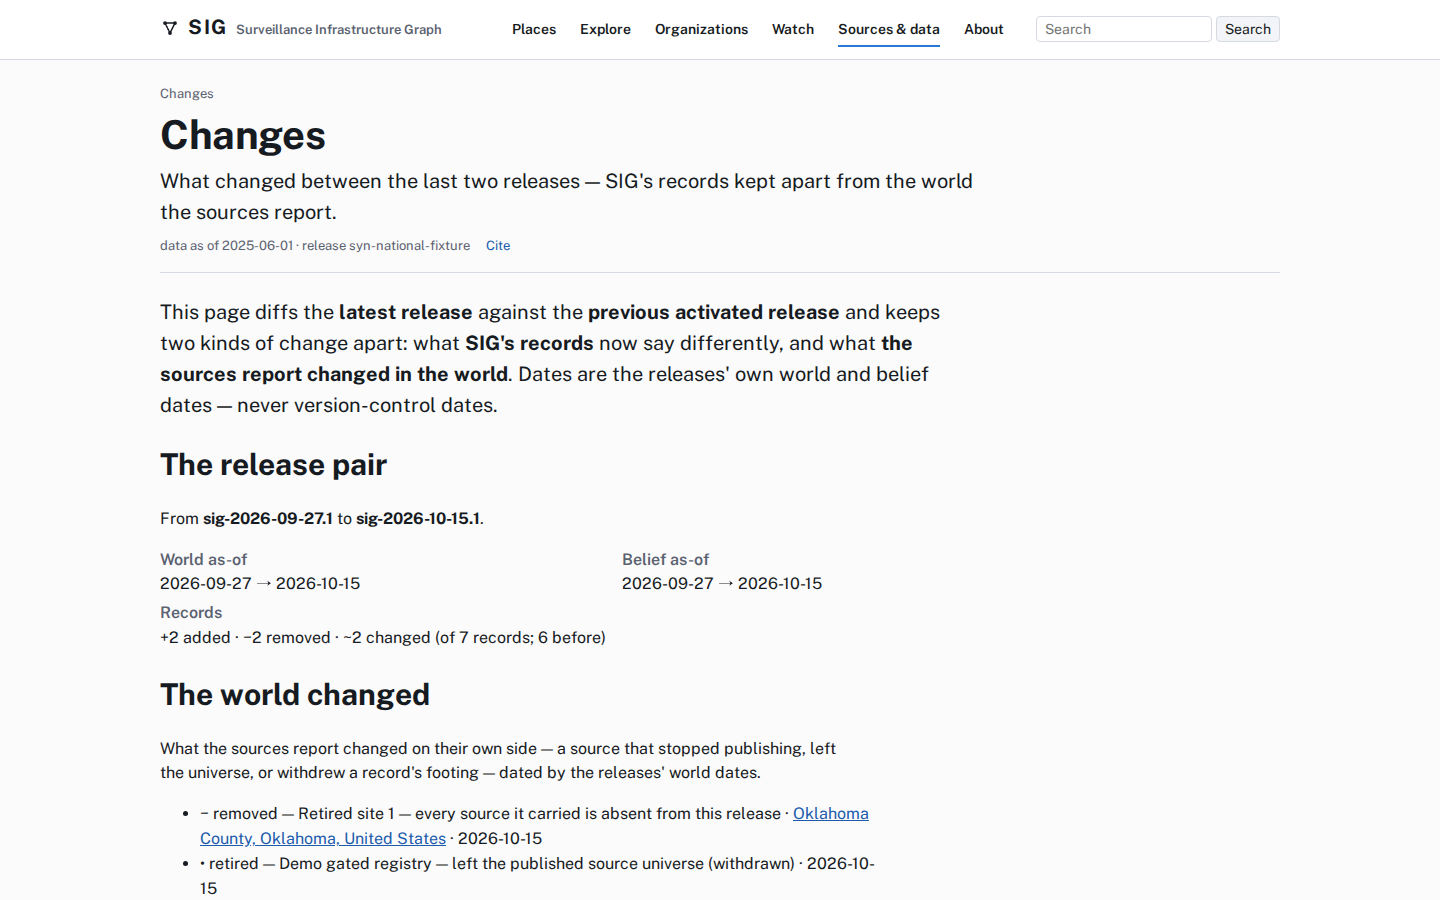 SIG Surveillance Infrastructure Graph Places Explore Organizations Watch Sources & data About Search Search
Changes
Changes
What changed between the last two releases — SIG's records kept apart from the world
the sources report.
data as of 2025-06-01 · release syn-national-fixture Cite
This page diffs the latest release against the previous activated release and keeps
two kinds of change apart: what SIG's records now say differently, and what the
sources report changed in the world. Dates are the releases' own world and belief
dates — never version-control dates.
The release pair
From sig-2026-09-27.1 to sig-2026-10-15.1.
World as-of Belief as-of
2026-09-27 → 2026-10-15 2026-09-27 → 2026-10-15
Records
+2 added · −2 removed · ~2 changed (of 7 records; 6 before)
The world changed
What the sources report changed on their own side — a source that stopped publishing, left
the universe, or withdrew a record's footing — dated by the releases' world dates.
• − removed — Retired site 1 — every source it carried is absent from this release · Oklahoma
County, Oklahoma, United States · 2026-10-15
• • retired — Demo gated registry — left the published source universe (withdrawn) · 2026-10-
15